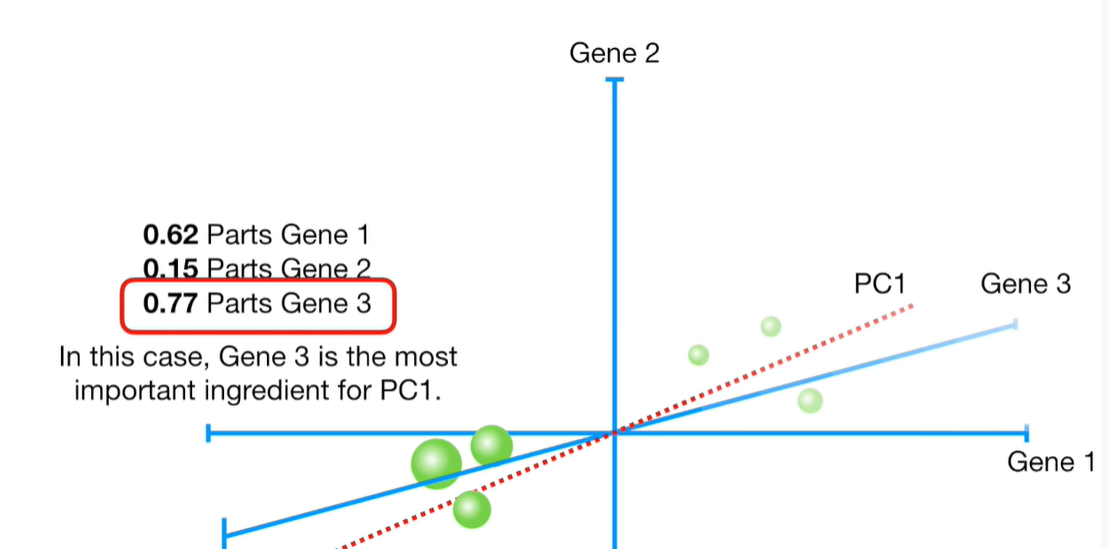 Gene 2
0.62 Parts Gene 1
0.15 Parts Gene 2
0.77 Parts Gene 3
In this case, Gene 3 is the most
important ingredient for PC1.
PC1
Gene 3
Gene 1